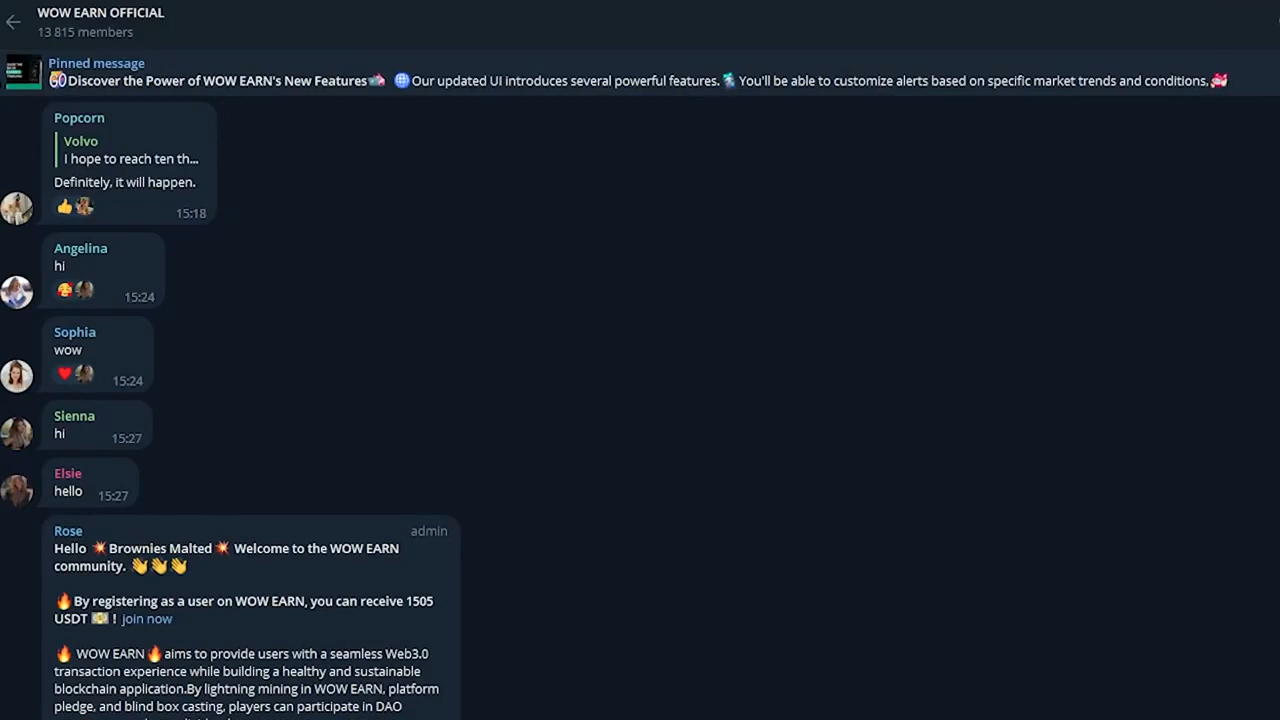 WOW EARN OFFICIAL
13 815 members
Pinned message
Discover the Power of WOW EARN's New Features Our updated UI introduces several powerful features. You'll be able to customize alerts based on specific market trends and conditions,
Popcorn
Volvo
I hope to reach ten th...
Definitely, it will happen.
👍 15:18
Angelina
hi
🥰 15:24
Sophia
wow
❤️ 15:24
Sienna
hi 15:27
Elsie
hello 15:27
Rose admin
Hello 💥Brownies Malted💥 Welcome to the WOW EARN
community. 👋👋👋
🔥By registering as a user on WOW EARN, you can receive 1505
USDT 💵 ! join now
🔥 WOW EARN 🔥aims to provide users with a seamless Web3.0
transaction experience while building a healthy and sustainable
blockchain application.By lightning mining in WOW EARN, platform
pledge, and blind box casting, players can participate in DAO